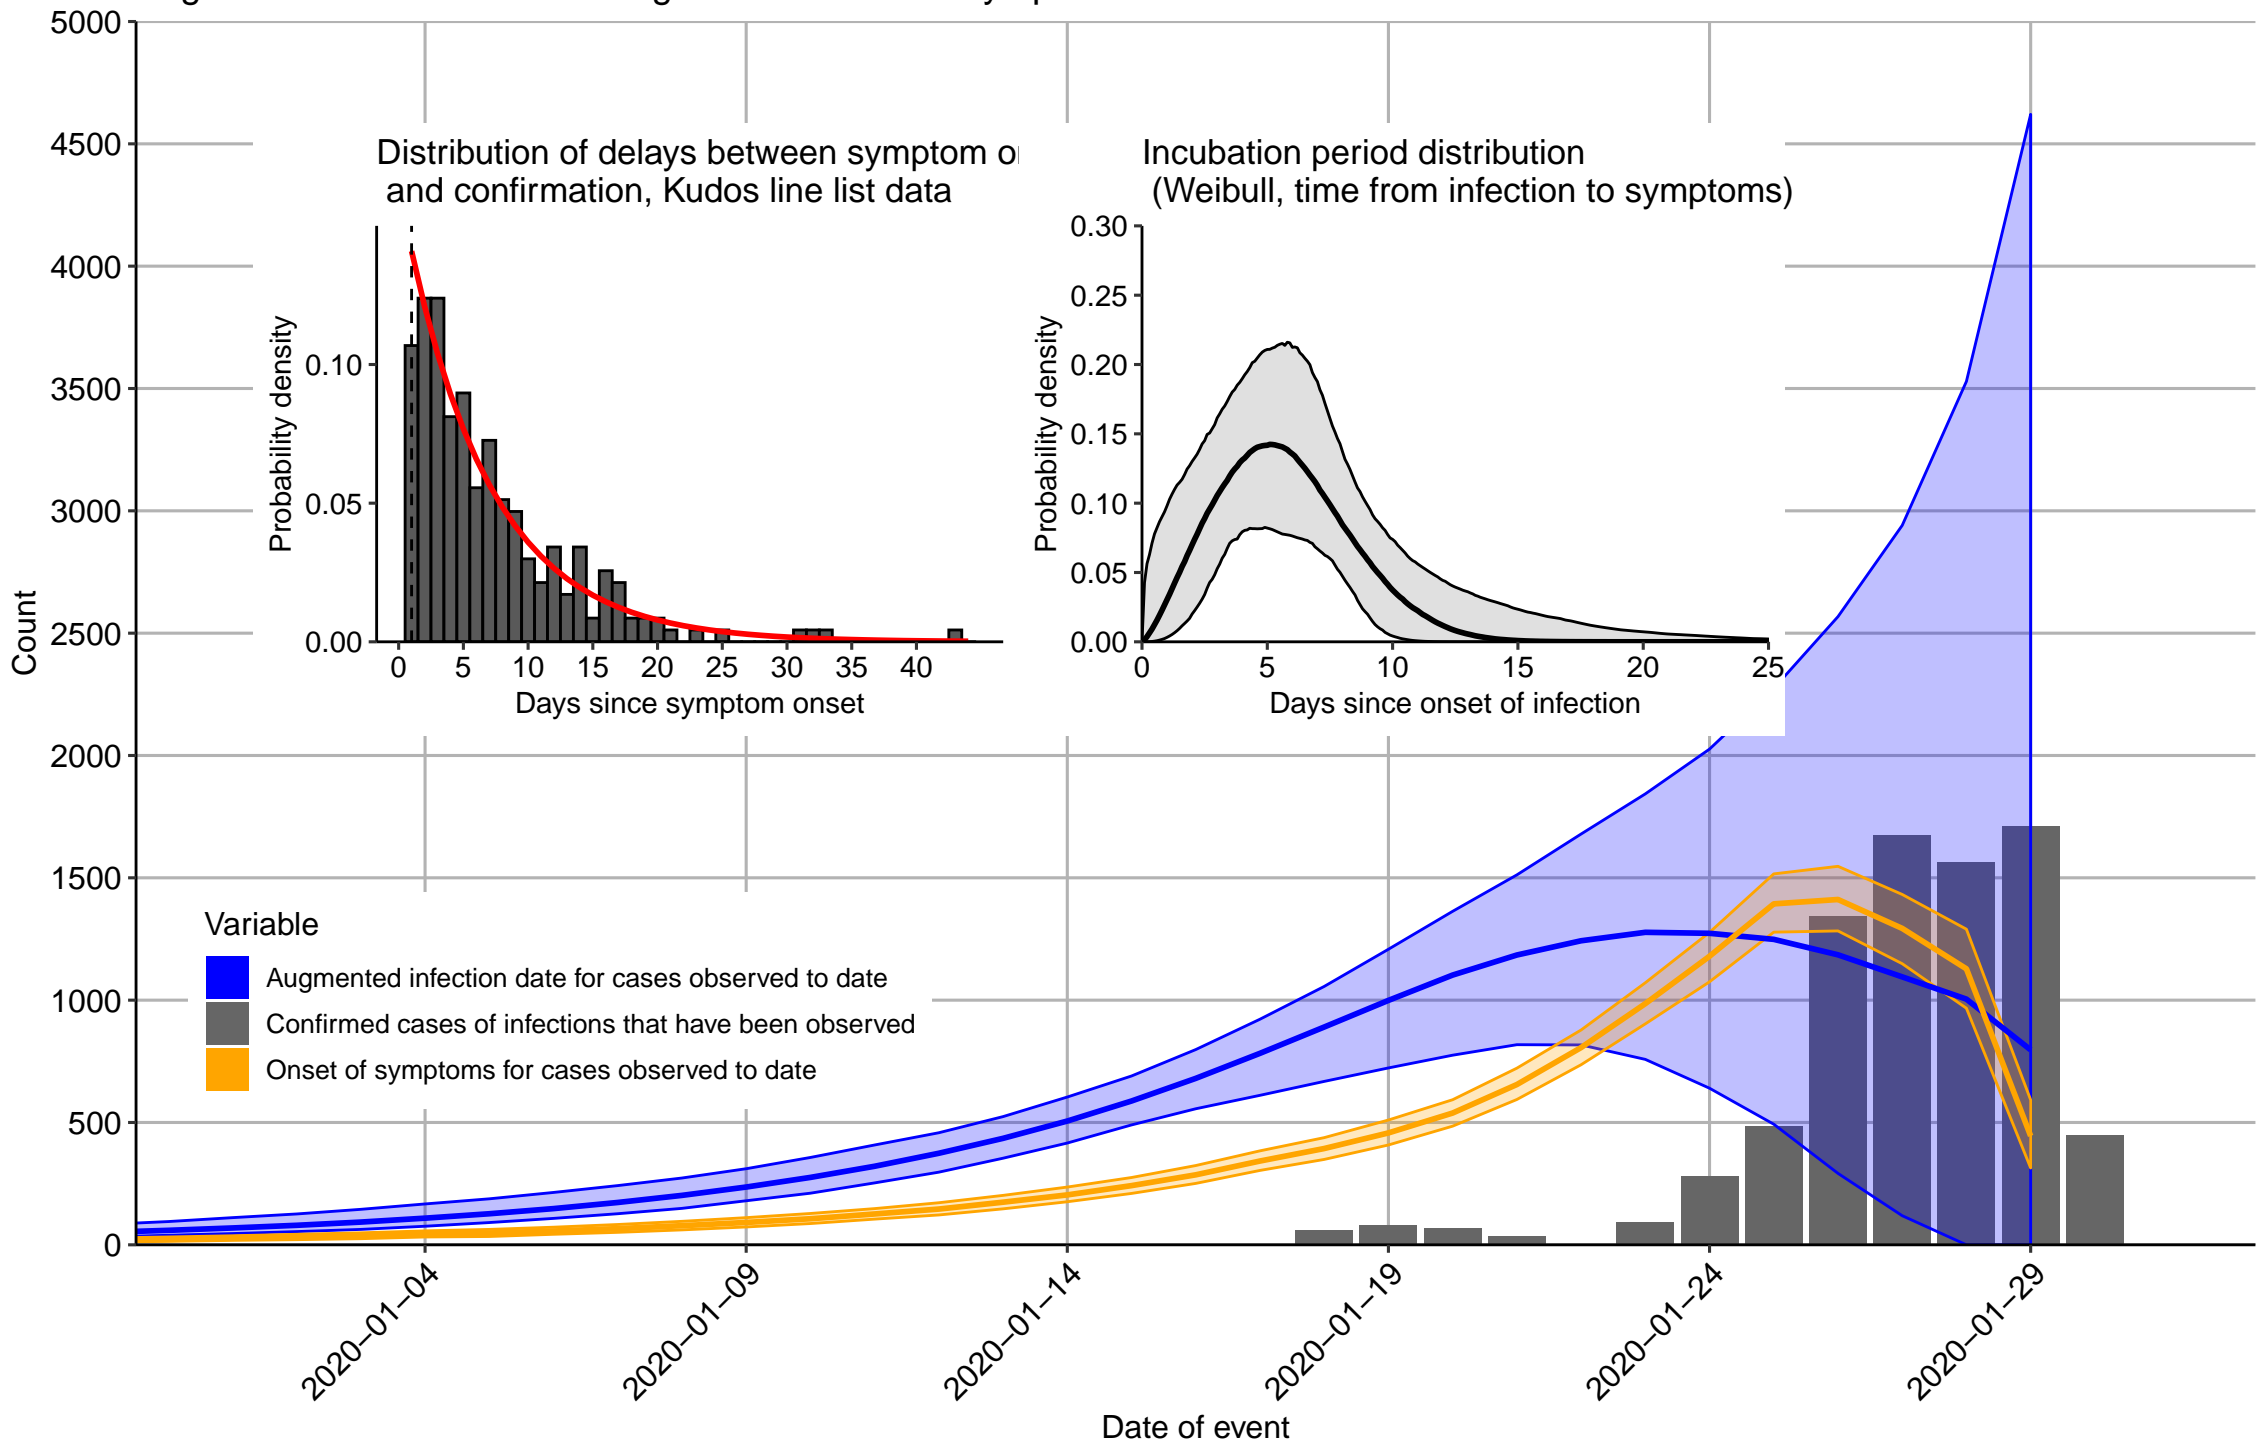 5000
4500
4000
3500
3000
2500
2000
1500
1000
500
0
Count
Distribution of delays between symptom
and confirmation, Kudos line list data
0.10
0.05
0.00
Probability density
0 5 10 15 20 25 30 35 40
Days since symptom onset
Incubation period distribution
(Weibull, time from infection to symptoms)
0.30
0.25
0.20
0.15
0.10
0.05
0.00
Probability density
0 5 10 15 20 25
Days since onset of infection
Variable
Augmented infection date for cases observed to date
Confirmed cases of infections that have been observed
Onset of symptoms for cases observed to date
2020−01−04
2020−01−09
2020−01−14
2020−01−19
2020−01−24
2020−01−29
Date of event